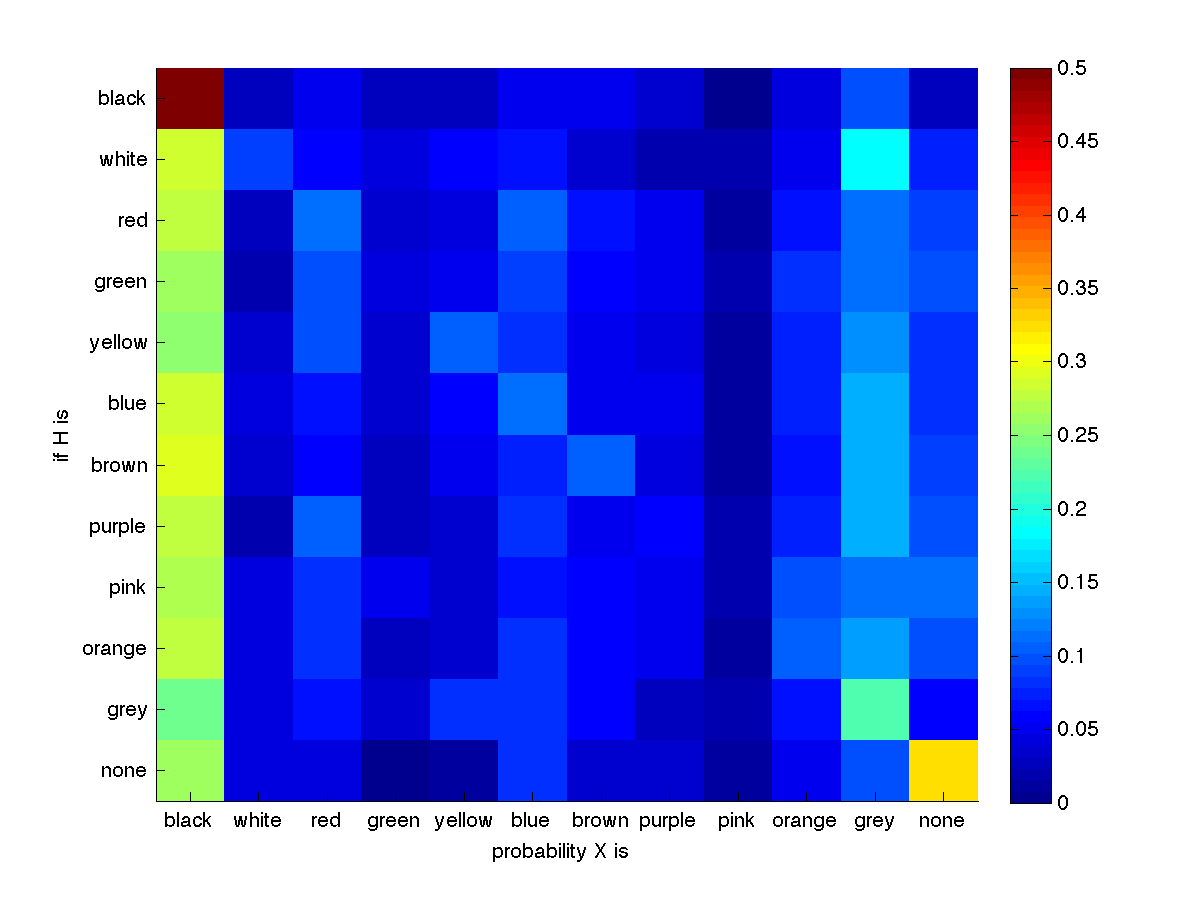 black
white
red
green
yellow
blue
brown
purple
pink
orange
grey
none
if H is
black white red green yellow blue brown purple pink orange grey none
probability X is
0.5
0.45
0.4
0.35
0.3
0.25
0.2
0.15
0.1
0.05
0